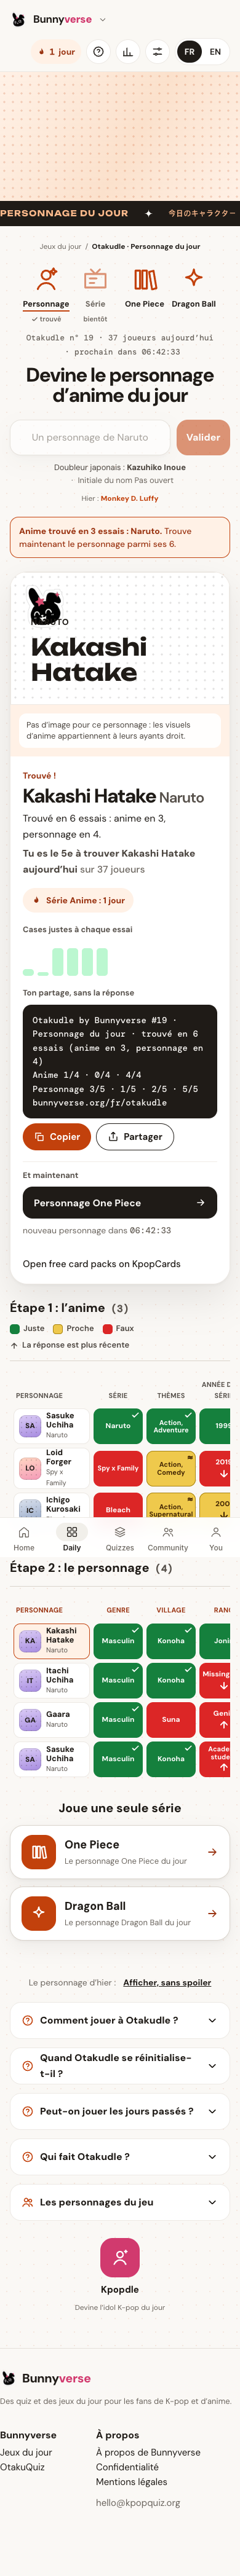 Bunnyverse
1 jour
FR
EN
PERSONNAGE DU JOUR
今日のキャラクター
Jeux du jour / Otakudle · Personnage du jour
Personnage
✓ trouvé
Série
bientôt
One Piece
Dragon Ball
Otakudle n° 19 · 37 joueurs aujourd’hui
· prochain dans 06:42:33
Devine le personnage
d’anime du jour
Un personnage de Naruto
Valider
Doubleur japonais : Kazuhiko Inoue
· Initiale du nom Pas ouvert
Hier : Monkey D. Luffy
Anime trouvé en 3 essais : Naruto. Trouve
maintenant le personnage parmi ses 6.
NARUTO
Kakashi
Hatake
Pas d’image pour ce personnage : les visuels
d’anime appartiennent à leurs ayants droit.
Trouvé !
Kakashi Hatake Naruto
Trouvé en 6 essais : anime en 3,
personnage en 4.
Tu es le 5e à trouver Kakashi Hatake
aujourd’hui sur 37 joueurs
Série Anime : 1 jour
Cases justes à chaque essai
Ton partage, sans la réponse
Otakudle by Bunnyverse #19 ·
Personnage du jour · trouvé en 6
essais (anime en 3, personnage en
4)
Anime 1/4 · 0/4 · 4/4
Personnage 3/5 · 1/5 · 2/5 · 5/5
bunnyverse.org/fr/otakudle
Copier
Partager
Et maintenant
Personnage One Piece
nouveau personnage dans 06:42:33
Open free card packs on KpopCards
Étape 1 : l’anime (3)
Juste
Proche
Faux
↑ La réponse est plus récente
PERSONNAGE
SÉRIE
THÈMES
ANNÉE D
SÉRI
SA
Sasuke
Uchiha
Naruto
Naruto
Action,
Adventure
1999
LO
Loid
Forger
Spy x
Family
Spy x Family
Action,
Comedy
2019
IC
Ichigo
Kurosaki
Bleach
Action,
Supernatural
200
Home
Daily
Quizzes
Community
You
Étape 2 : le personnage (4)
PERSONNAGE
GENRE
VILLAGE
RANG
KA
Kakashi
Hatake
Naruto
Masculin
Konoha
Jonin
IT
Itachi
Uchiha
Naruto
Masculin
Konoha
Missing
GA
Gaara
Naruto
Masculin
Suna
Geni
SA
Sasuke
Uchiha
Naruto
Masculin
Konoha
Acade
stude
Joue une seule série
One Piece
Le personnage One Piece du jour
Dragon Ball
Le personnage Dragon Ball du jour
Le personnage d’hier : Afficher, sans spoiler
Comment jouer à Otakudle ?
Quand Otakudle se réinitialise-
t-il ?
Peut-on jouer les jours passés ?
Qui fait Otakudle ?
Les personnages du jeu
Kpopdle
Devine l’idol K-pop du jour
Bunnyverse
Des quiz et des jeux du jour pour les fans de K-pop et d’anime.
Bunnyverse
Jeux du jour
OtakuQuiz
À propos
À propos de Bunnyverse
Confidentialité
Mentions légales
hello@kpopquiz.org